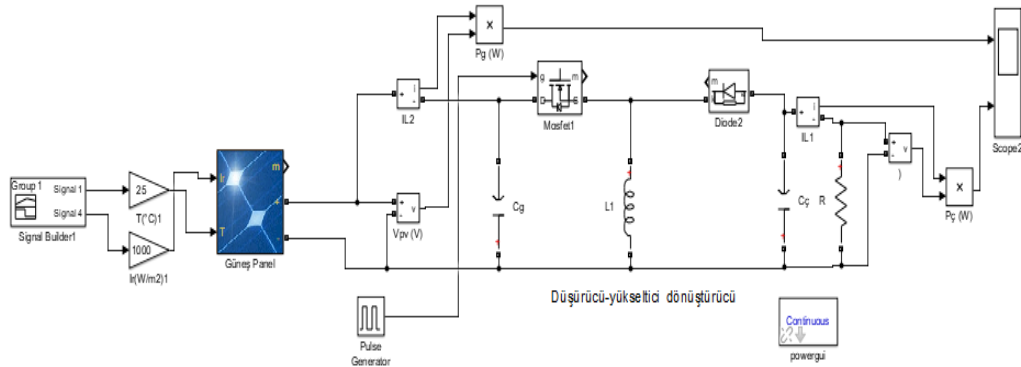 Pg (W)
Scope2
g
m
D
S
Mosfet1
m
Diode2
i
+
-
IL2
i
+
-
IL1
Group 1
Signal 1
Signal 4
Signal Builder1
25
T(°C)1
1000
Ir(W/m2)1
Ir
T
m
+
-
Güneş Panel
+
-
v
Vpv (V)
+
Cg
+
L1
+
Cç
+
R
+
-
v
)
×
Pç (W)
×
Düşürücü-yükseltici dönüştürücü
Pulse
Generator
Continuous
powergui